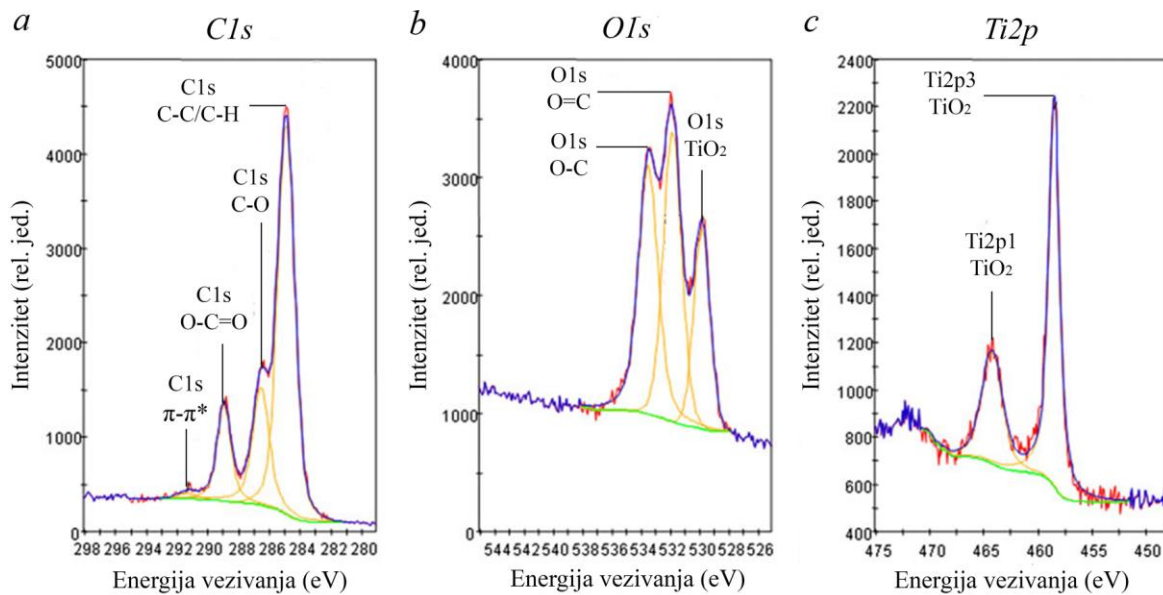 a
C1s
b
O1s
c
Ti2p
Intenzitet (rel. jed.)
5000
4000
3000
2000
1000
0
C1s
C-C/C-H
C1s
C-O
C1s
O-C=O
C1s
π-π*
298 296 294 292 290 288 286 284 282 280
Energija vezivanja (eV)
Intenzitet (rel. jed.)
4000
3000
2000
1000
0
O1s
O=C
O1s
O-C
O1s
TiO₂
544 542 540 538 536 534 532 530 528 526
Energija vezivanja (eV)
Intenzitet (rel. jed.)
2400
2200
2000
1800
1600
1400
1200
1000
800
600
400
Ti2p3
TiO₂
Ti2p1
TiO₂
475 470 465 460 455 450
Energija vezivanja (eV)